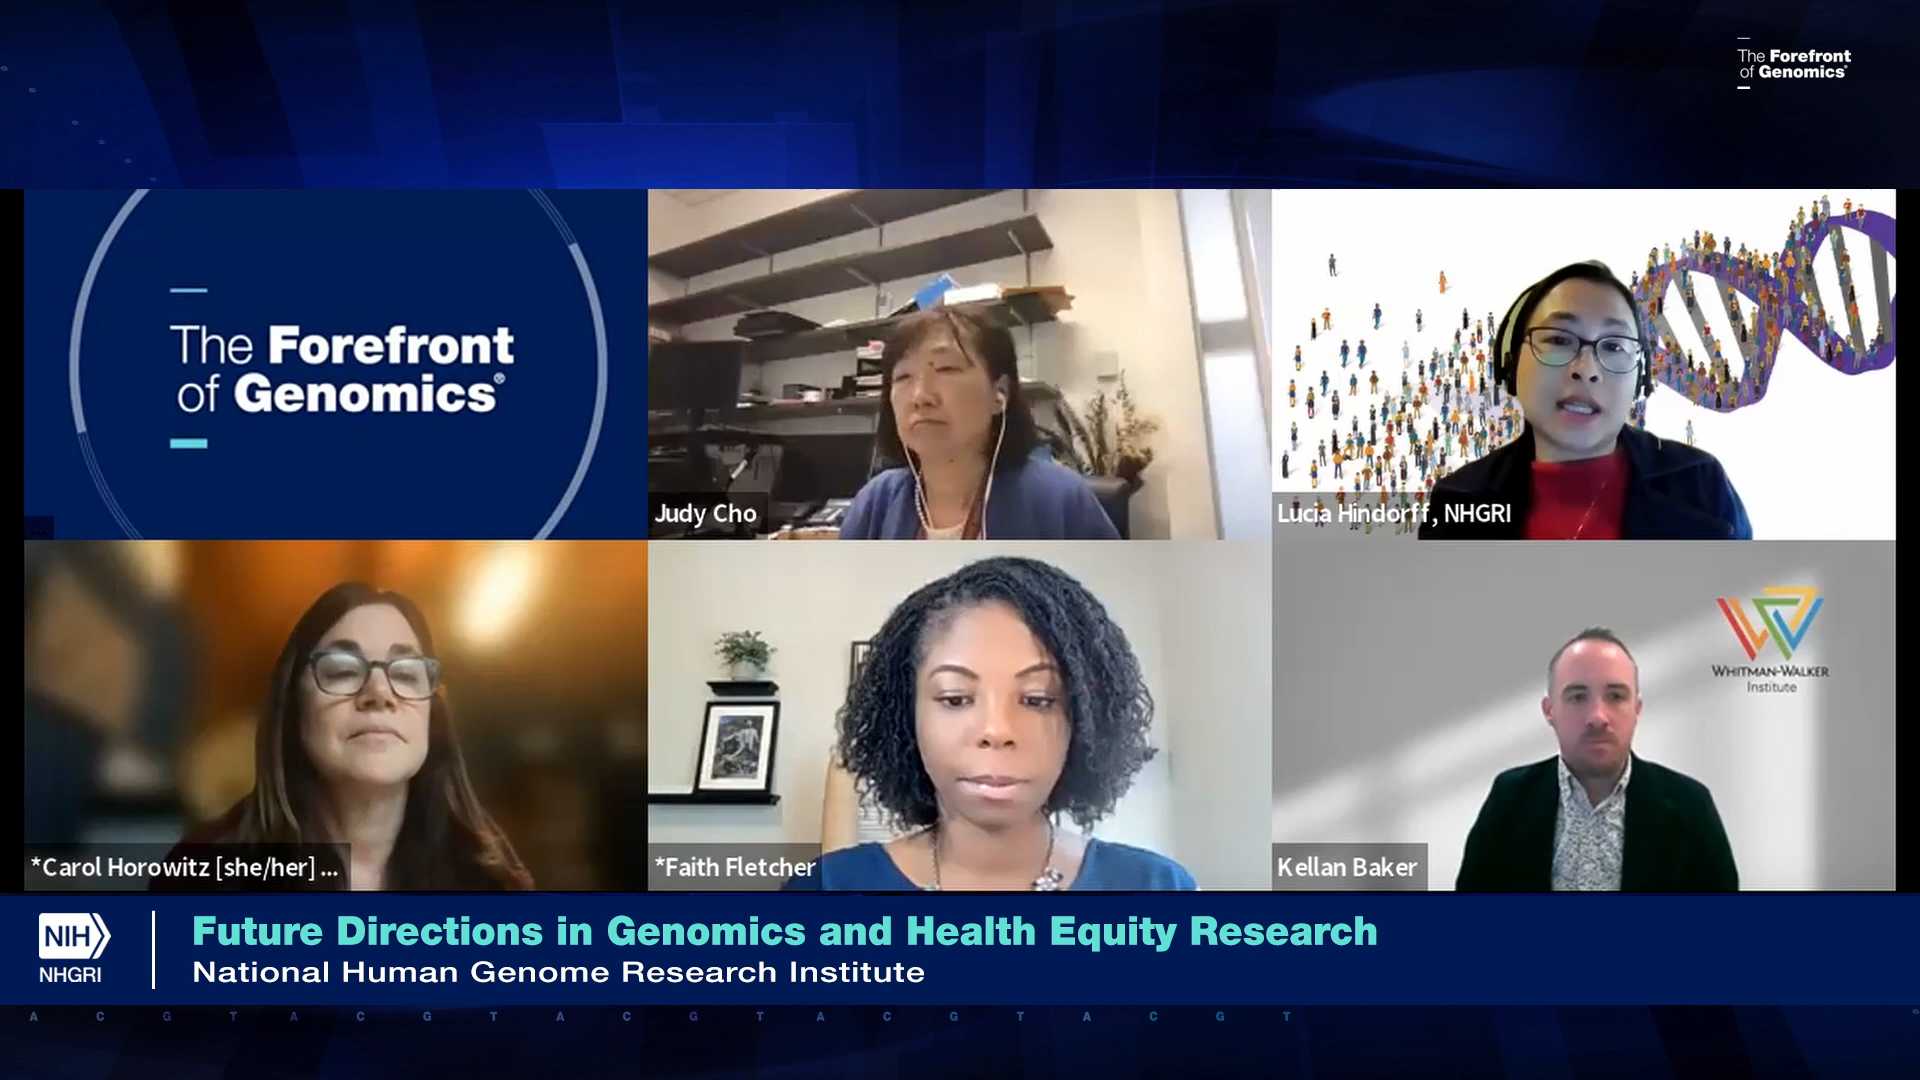 The Forefront
of Genomics®
The Forefront
of Genomics®
Judy Cho
Lucia Hindorff, NHGRI
WHITMAN-WALKER
Institute
*Carol Horowitz [she/her] ...
*Faith Fletcher
Kellan Baker
NIH
NHGRI
Future Directions in Genomics and Health Equity Research
National Human Genome Research Institute
A C G T A C G T A C G T A C G T A C G T